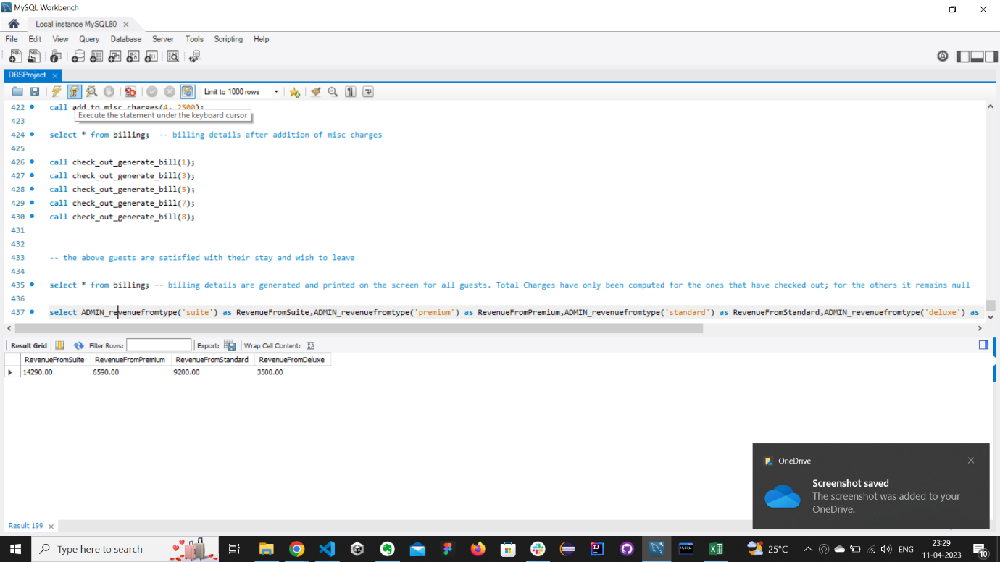 MySQL Workbench
Local instance MySQL80
File Edit View Query Database Server Tools Scripting Help
DBSProject
Limit to 1000 rows
422 call add_to_misc_charges(4, 2500);
Execute the statement under the keyboard cursor
423
424 select * from billing; -- billing details after addition of misc charges
425
426 call check_out_generate_bill(1);
427 call check_out_generate_bill(3);
428 call check_out_generate_bill(5);
429 call check_out_generate_bill(7);
430 call check_out_generate_bill(8);
431
432
433 -- the above guests are satisfied with their stay and wish to leave
434
435 select * from billing; -- billing details are generated and printed on the screen for all guests. Total Charges have only been computed for the ones that have checked out; for the others it remains null
436
437 select ADMIN_revenuefromtype('suite') as RevenueFromSuite,ADMIN_revenuefromtype('premium') as RevenueFromPremium,ADMIN_revenuefromtype('standard') as RevenueFromStandard,ADMIN_revenuefromtype('deluxe') as
Result Grid Filter Rows: Export: Wrap Cell Content:
RevenueFromSuite RevenueFromPremium RevenueFromStandard RevenueFromDeluxe
14290.00 6590.00 9200.00 3500.00
OneDrive
Screenshot saved
The screenshot was added to your
OneDrive.
Result 199
Type here to search
25°C
ENG
23:29
11-04-2023
10